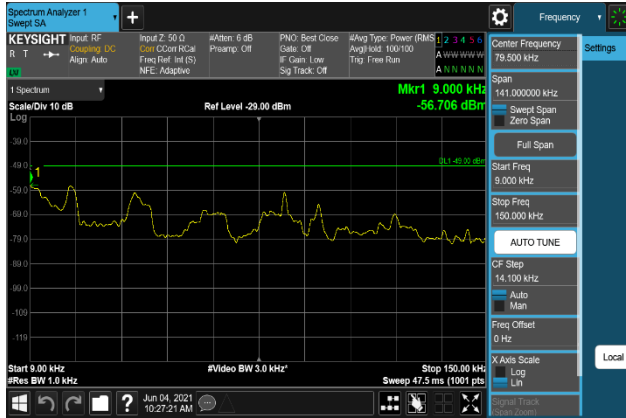 Spectrum Analyzer 1
Swept SA
Frequency
KEYSIGHT Input: RF Input Z: 50 Ω #Atten: 6 dB PNO: Best Close #Avg Type: Power (RMS 1 2 3 4 5 6
R T Coupling: DC Corr CCorr RCal Preamp: Off Gate: Off Avg|Hold: 100/100 A W W W W W
Align: Auto Freq Ref: Int (S) IF Gain: Low Trig: Free Run
NFE: Adaptive Sig Track: Off A N N N N N
LXI
1 Spectrum
Mkr1 9.000 kHz
Scale/Div 10 dB Ref Level -29.00 dBm -56.706 dBm
Log
-39.0
-49.0
DL1 -49.00 dBm
1
-59.0
-69.0
-79.0
-89.0
-99.0
-109
-119
Start 9.00 kHz #Video BW 3.0 kHz* Stop 150.00 kHz
#Res BW 1.0 kHz Sweep 47.5 ms (1001 pts
Jun 04, 2021
10:27:21 AM
Center Frequency
79.500 kHz
Settings
Span
141.000000 kHz
Swept Span
Zero Span
Full Span
Start Freq
9.000 kHz
Stop Freq
150.000 kHz
AUTO TUNE
CF Step
14.100 kHz
Auto
Man
Freq Offset
0 Hz
X Axis Scale
Log
Lin
Local
Signal Track
(Span Zoom)